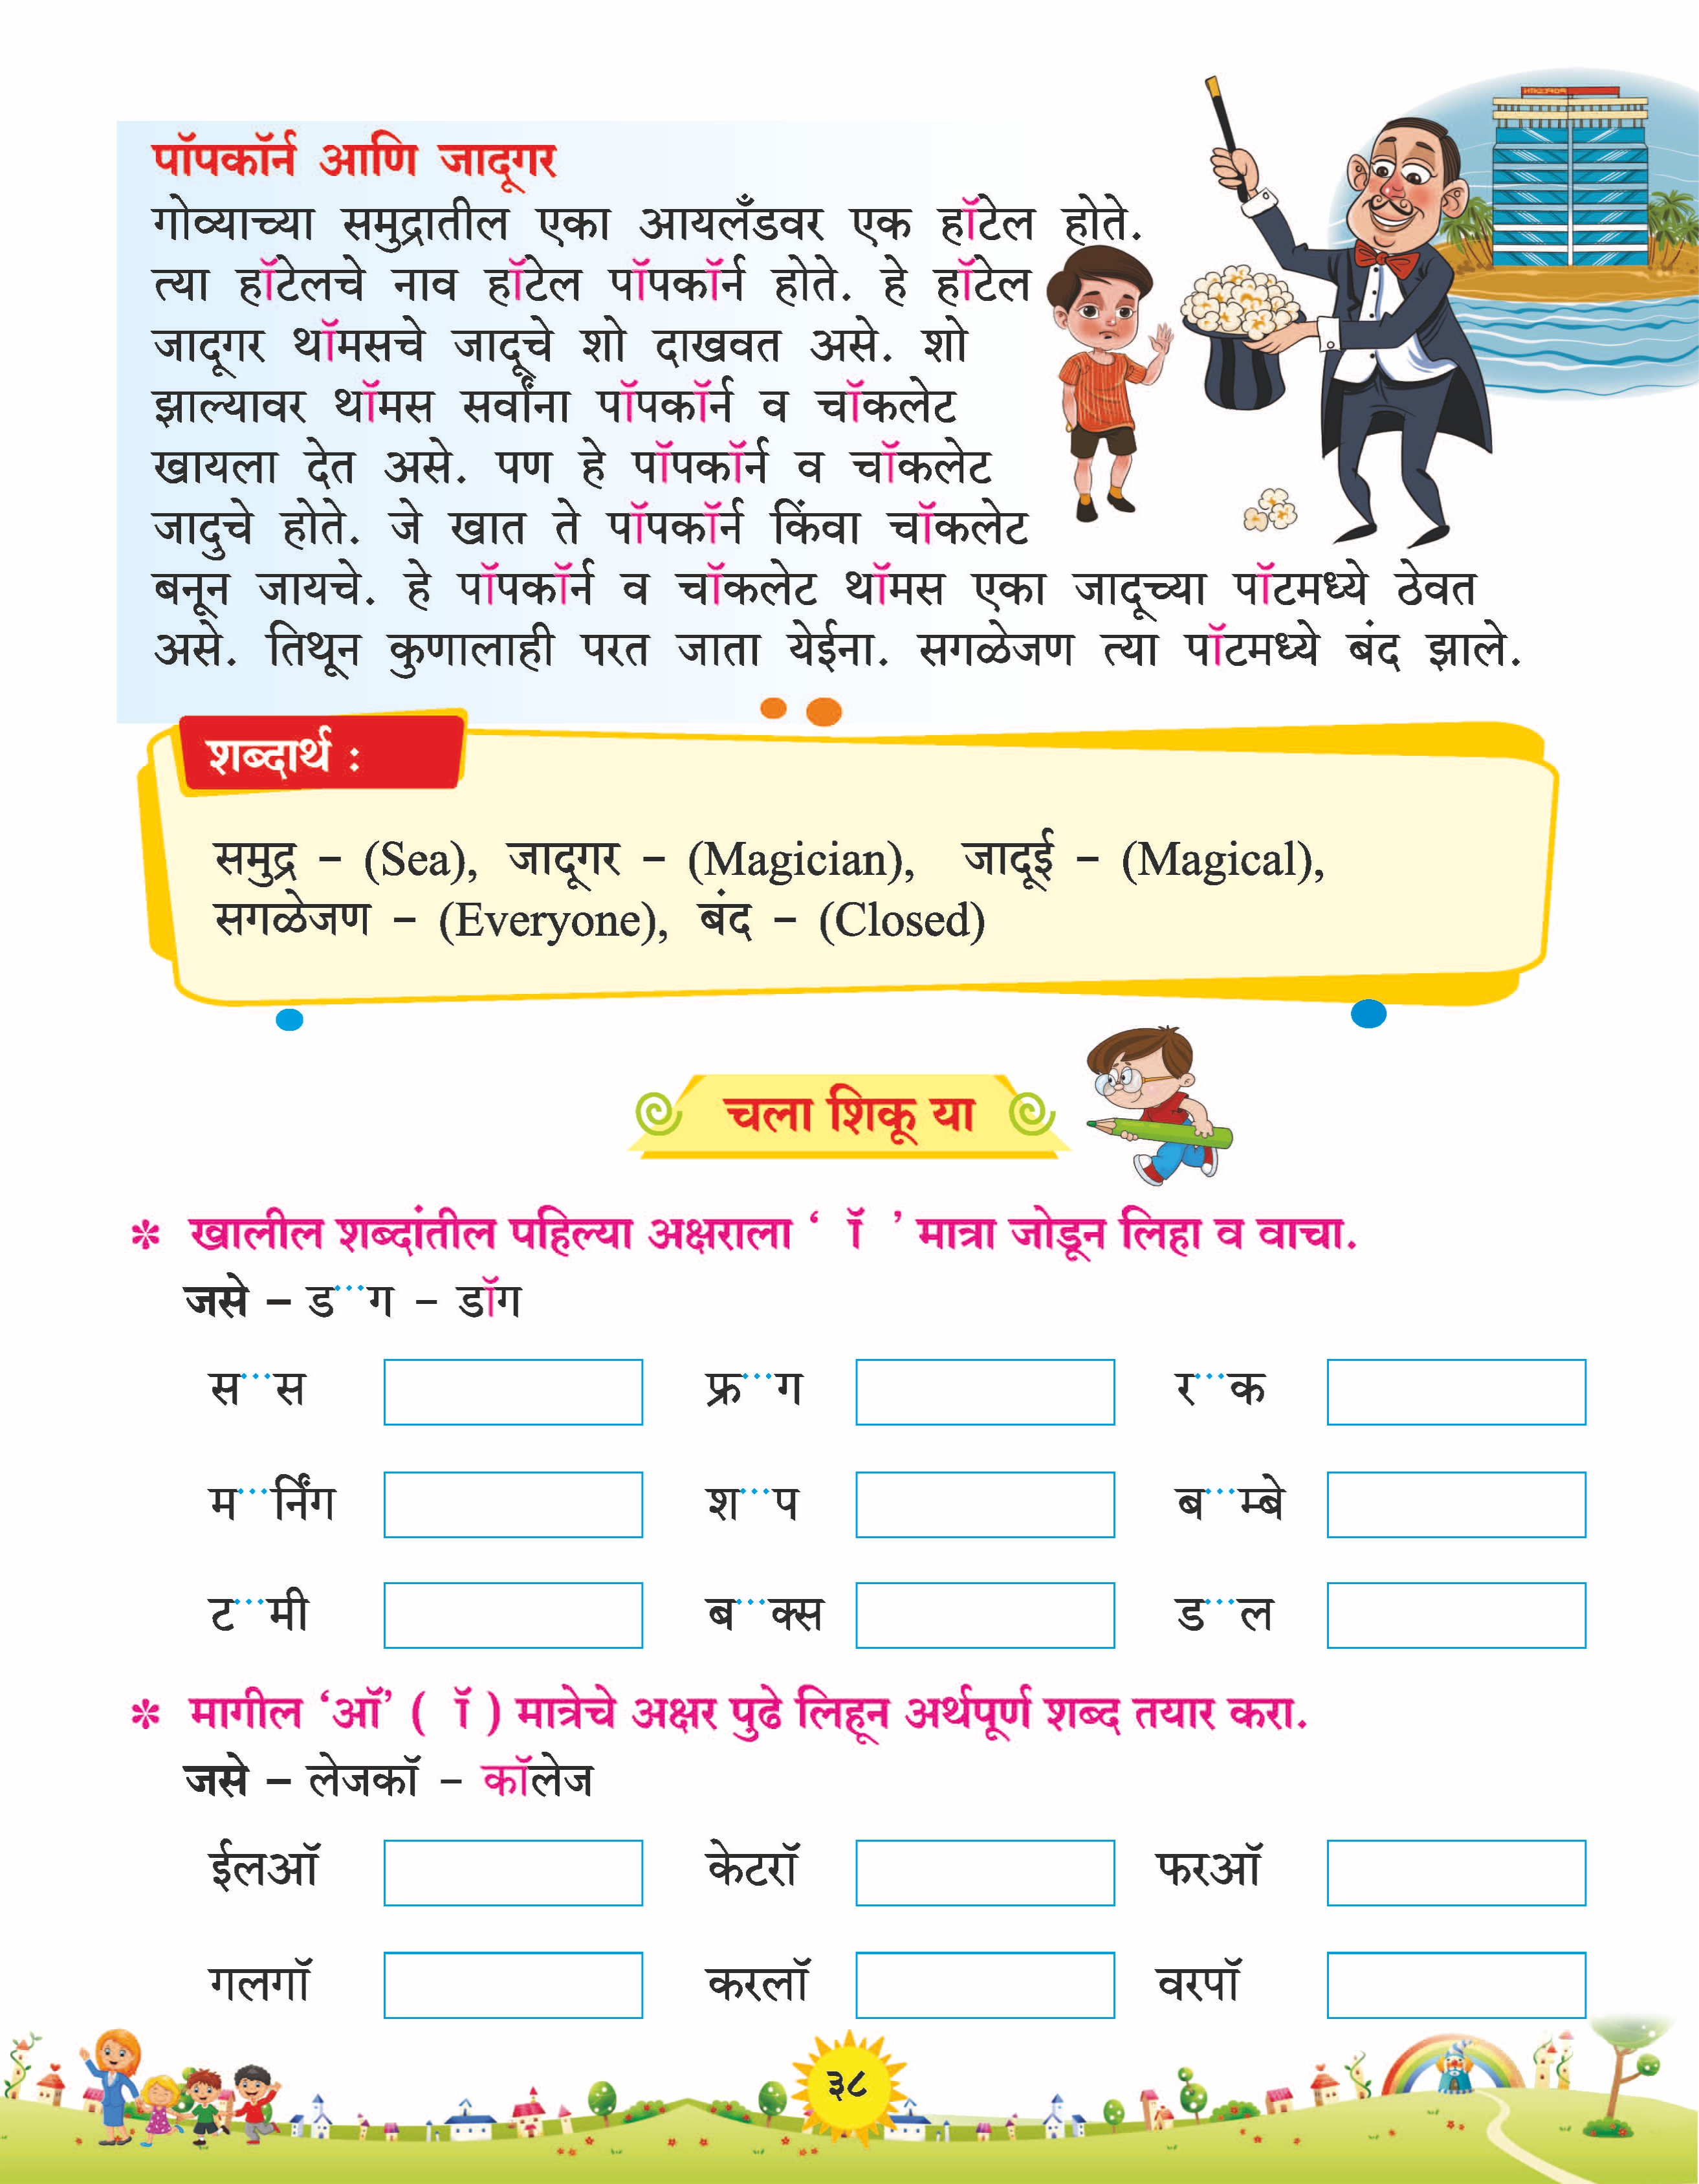 पॉपकॉर्न आणि जादूगर
गोव्याच्या समुद्रातील एका आयलँडवर एक हॉटेल होते.
त्या हॉटेलचे नाव हॉटेल पॉपकॉर्न होते. हे हॉटेल
जादूगर थॉमसचे जादूचे शो दाखवत असे. शो
झाल्यावर थॉमस सर्वांना पॉपकॉर्न व चॉकलेट
खायला देत असे. पण हे पॉपकॉर्न व चॉकलेट
जादुचे होते. जे खात ते पॉपकॉर्न किंवा चॉकलेट
बनून जायचे. हे पॉपकॉर्न व चॉकलेट थॉमस एका जादूच्या पॉटमध्ये ठेवत
असे. तिथून कुणालाही परत जाता येईना. सगळेजण त्या पॉटमध्ये बंद झाले.
शब्दार्थ :
समुद्र – (Sea), जादूगर – (Magician), जादूई – (Magical),
सगळेजण – (Everyone), बंद – (Closed)
चला शिकू या
* खालील शब्दांतील पहिल्या अक्षराला ‘ ॉ ’ मात्रा जोडून लिहा व वाचा.
जसे – ड...ग – डॉग
स...स फ्र...ग र...क
म...र्निंग श...प ब...म्बे
ट...मी ब...क्स ड...ल
* मागील ‘ऑ’ ( ॉ ) मात्रेचे अक्षर पुढे लिहून अर्थपूर्ण शब्द तयार करा.
जसे – लेजकॉ – कॉलेज
ईलऑ केटरॉ फरऑ
गलगॉ करलॉ वरपॉ
३८